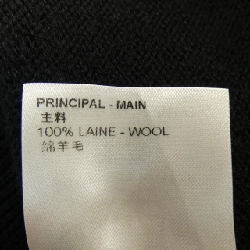 PRINCIPAL - MAIN
主料
100% LAINE - WOOL
绵羊毛